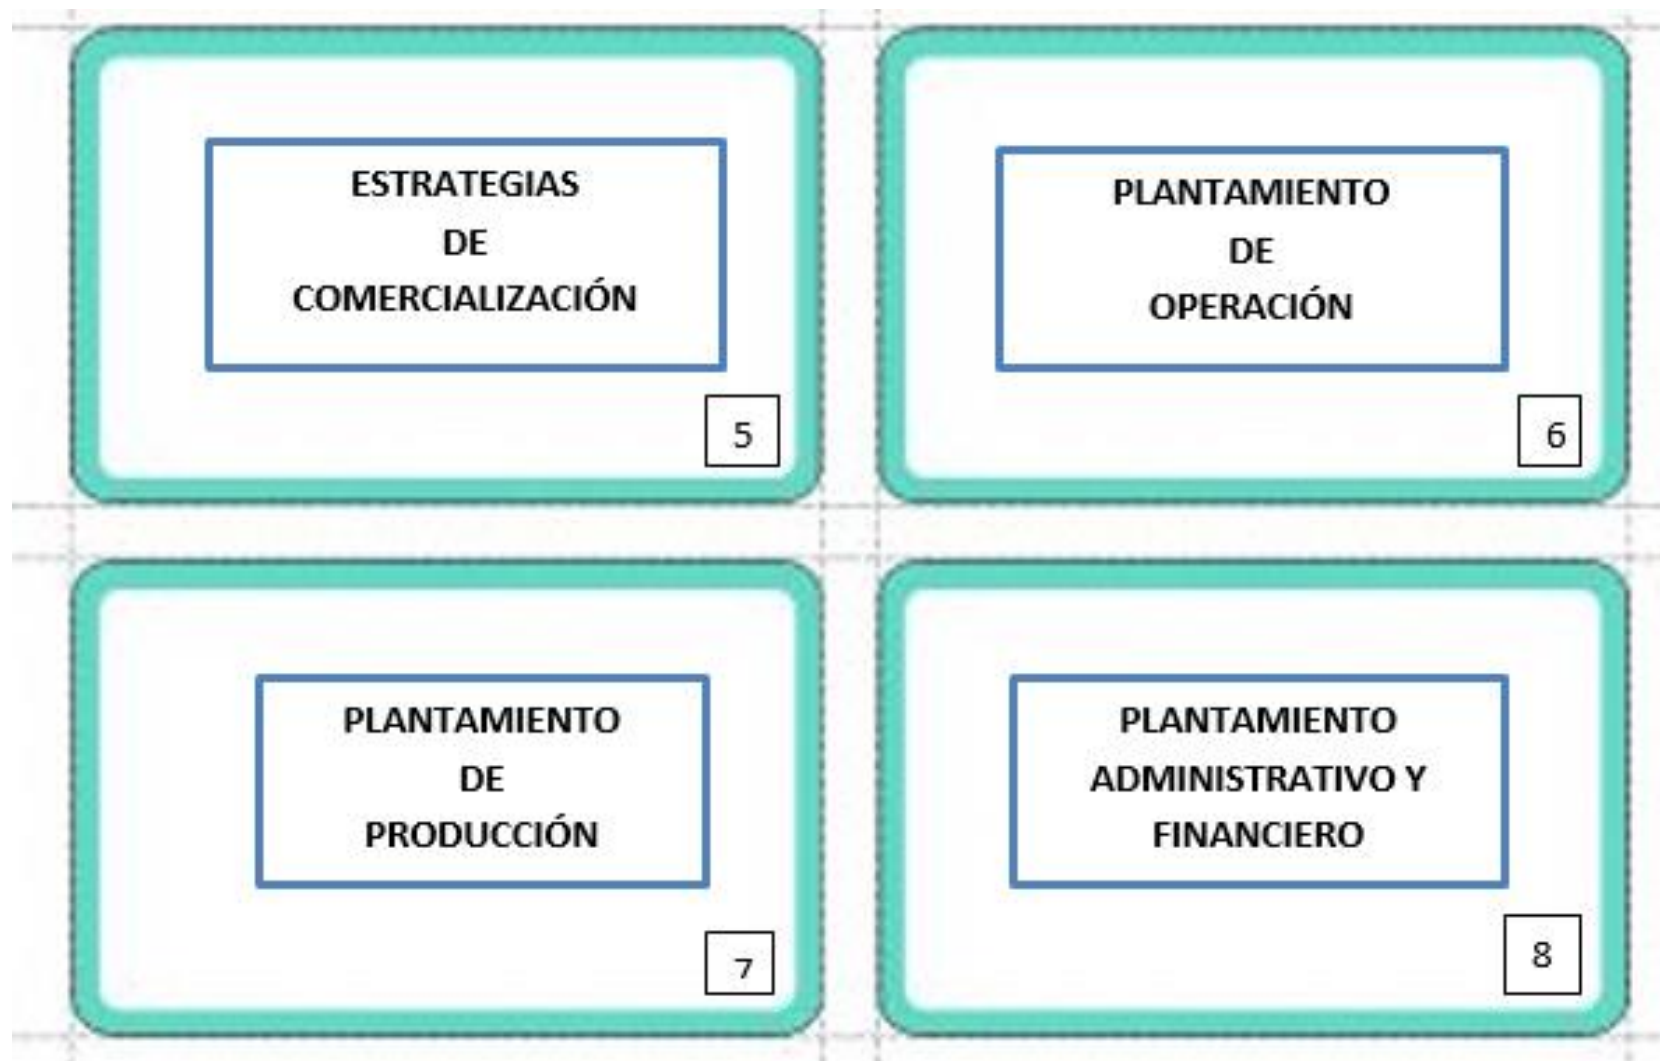 ESTRATEGIAS
DE
COMERCIALIZACIÓN
5
PLANTAMIENTO
DE
OPERACIÓN
6
PLANTAMIENTO
DE
PRODUCCIÓN
7
PLANTAMIENTO
ADMINISTRATIVO Y
FINANCIERO
8